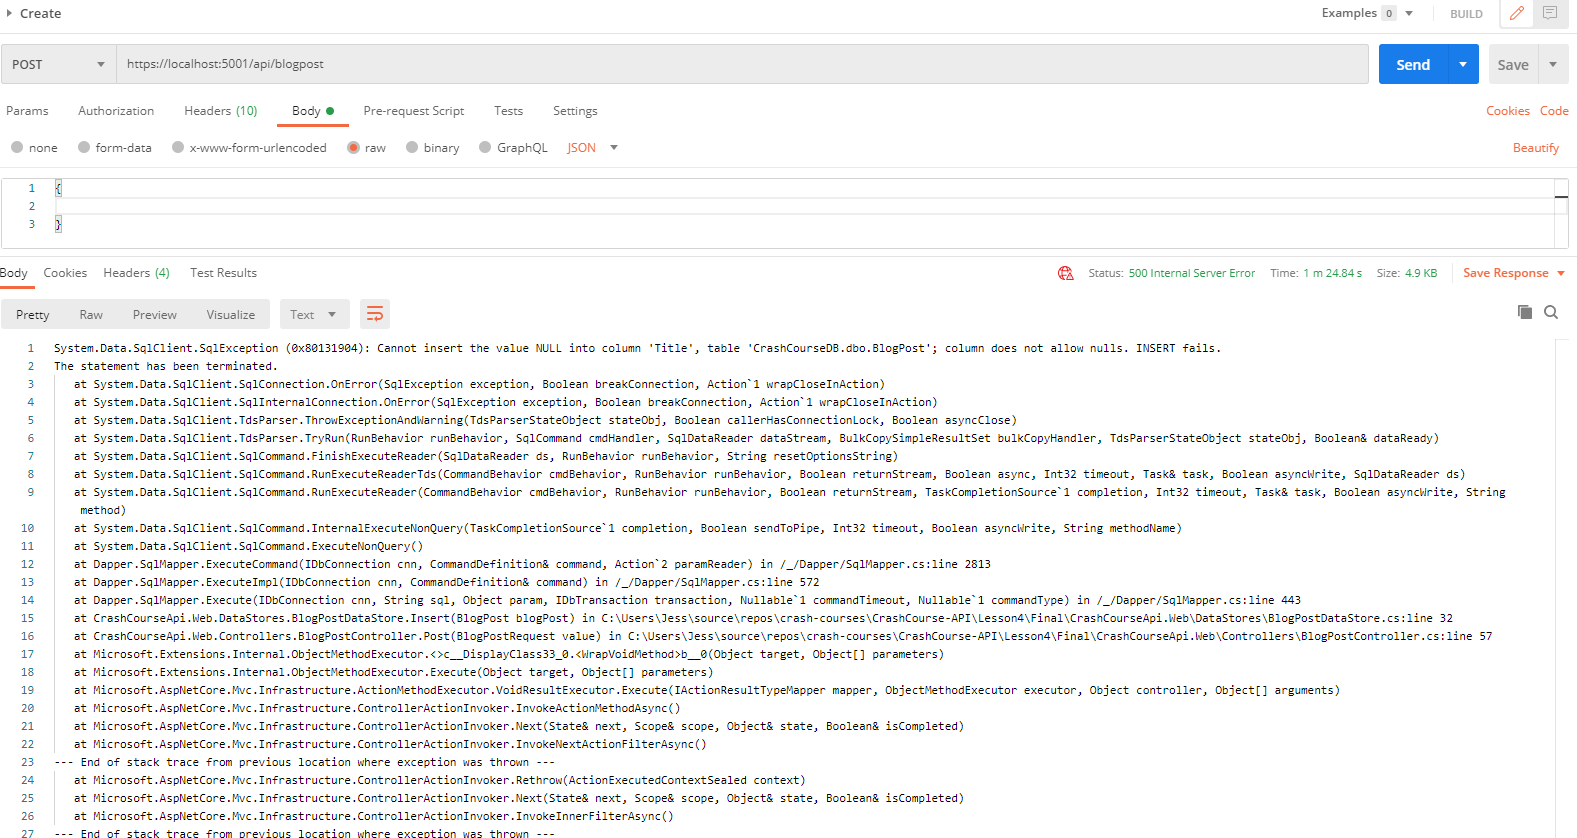 Create
Examples 0 BUILD
POST https://localhost:5001/api/blogpost Send Save
Params Authorization Headers (10) Body Pre-request Script Tests Settings Cookies Code
none form-data x-www-form-urlencoded raw binary GraphQL JSON Beautify
1 {
2
3 }
Body Cookies Headers (4) Test Results Status: 500 Internal Server Error Time: 1 m 24.84 s Size: 4.9 KB Save Response
Pretty Raw Preview Visualize Text
1 System.Data.SqlClient.SqlException (0x80131904): Cannot insert the value NULL into column 'Title', table 'CrashCourseDB.dbo.BlogPost'; column does not allow nulls. INSERT fails.
2 The statement has been terminated.
3 at System.Data.SqlClient.SqlConnection.OnError(SqlException exception, Boolean breakConnection, Action`1 wrapCloseInAction)
4 at System.Data.SqlClient.SqlInternalConnection.OnError(SqlException exception, Boolean breakConnection, Action`1 wrapCloseInAction)
5 at System.Data.SqlClient.TdsParser.ThrowExceptionAndWarning(TdsParserStateObject stateObj, Boolean callerHasConnectionLock, Boolean asyncClose)
6 at System.Data.SqlClient.TdsParser.TryRun(RunBehavior runBehavior, SqlCommand cmdHandler, SqlDataReader dataStream, BulkCopySimpleResultSet bulkCopyHandler, TdsParserStateObject stateObj, Boolean& dataReady)
7 at System.Data.SqlClient.SqlCommand.FinishExecuteReader(SqlDataReader ds, RunBehavior runBehavior, String resetOptionsString)
8 at System.Data.SqlClient.SqlCommand.RunExecuteReaderTds(CommandBehavior cmdBehavior, RunBehavior runBehavior, Boolean returnStream, Boolean async, Int32 timeout, Task& task, Boolean asyncWrite, SqlDataReader ds)
9 at System.Data.SqlClient.SqlCommand.RunExecuteReader(CommandBehavior cmdBehavior, RunBehavior runBehavior, Boolean returnStream, TaskCompletionSource`1 completion, Int32 timeout, Task& task, Boolean asyncWrite, String
method)
10 at System.Data.SqlClient.SqlCommand.InternalExecuteNonQuery(TaskCompletionSource`1 completion, Boolean sendToPipe, Int32 timeout, Boolean asyncWrite, String methodName)
11 at System.Data.SqlClient.SqlCommand.ExecuteNonQuery()
12 at Dapper.SqlMapper.ExecuteCommand(IDbConnection cnn, CommandDefinition& command, Action`2 paramReader) in /_/Dapper/SqlMapper.cs:line 2813
13 at Dapper.SqlMapper.ExecuteImpl(IDbConnection cnn, CommandDefinition& command) in /_/Dapper/SqlMapper.cs:line 572
14 at Dapper.SqlMapper.Execute(IDbConnection cnn, String sql, Object param, IDbTransaction transaction, Nullable`1 commandTimeout, Nullable`1 commandType) in /_/Dapper/SqlMapper.cs:line 443
15 at CrashCourseApi.Web.DataStores.BlogPostDataStore.Insert(BlogPost blogPost) in C:\Users\Jess\source\repos\crash-courses\CrashCourse-API\Lesson4\Final\CrashCourseApi.Web\DataStores\BlogPostDataStore.cs:line 32
16 at CrashCourseApi.Web.Controllers.BlogPostController.Post(BlogPostRequest value) in C:\Users\Jess\source\repos\crash-courses\CrashCourse-API\Lesson4\Final\CrashCourseApi.Web\Controllers\BlogPostController.cs:line 57
17 at Microsoft.Extensions.Internal.ObjectMethodExecutor.<>c__DisplayClass33_0.<WrapVoidMethod>b__0(Object target, Object[] parameters)
18 at Microsoft.Extensions.Internal.ObjectMethodExecutor.Execute(Object target, Object[] parameters)
19 at Microsoft.AspNetCore.Mvc.Infrastructure.ActionMethodExecutor.VoidResultExecutor.Execute(IActionResultTypeMapper mapper, ObjectMethodExecutor executor, Object controller, Object[] arguments)
20 at Microsoft.AspNetCore.Mvc.Infrastructure.ControllerActionInvoker.InvokeActionMethodAsync()
21 at Microsoft.AspNetCore.Mvc.Infrastructure.ControllerActionInvoker.Next(State& next, Scope& scope, Object& state, Boolean& isCompleted)
22 at Microsoft.AspNetCore.Mvc.Infrastructure.ControllerActionInvoker.InvokeNextActionFilterAsync()
23 --- End of stack trace from previous location where exception was thrown ---
24 at Microsoft.AspNetCore.Mvc.Infrastructure.ControllerActionInvoker.Rethrow(ActionExecutedContextSealed context)
25 at Microsoft.AspNetCore.Mvc.Infrastructure.ControllerActionInvoker.Next(State& next, Scope& scope, Object& state, Boolean& isCompleted)
26 at Microsoft.AspNetCore.Mvc.Infrastructure.ControllerActionInvoker.InvokeInnerFilterAsync()
27 --- End of stack trace from previous location where exception was thrown ---